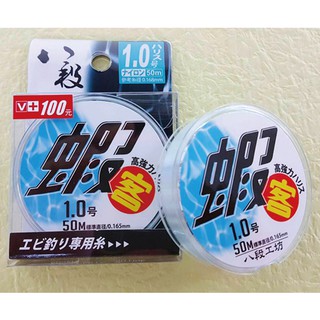 八段
1.0号
ハリス
ナイロン 50m
V+ 100元
蝦客
高強力ハリス
1.0号
50M 標準直径/0.165mm
エビ釣り専用糸
蝦客
高強力ハリス
1.0号
50M 標準直径/0.165mm
八段工坊